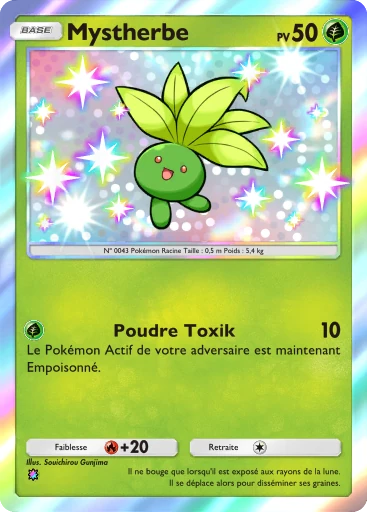 BASE
Mystherbe
PV 50
N° 0043 Pokémon Racine Taille : 0,5 m Poids : 5,4 kg
Poudre Toxik 10
Le Pokémon Actif de votre adversaire est maintenant
Empoisonné.
Faiblesse +20
Retraite
Illus. Souichirou Gunjima
Il ne bouge que lorsqu'il est exposé aux rayons de la lune.
Il se déplace alors pour disséminer ses graines.